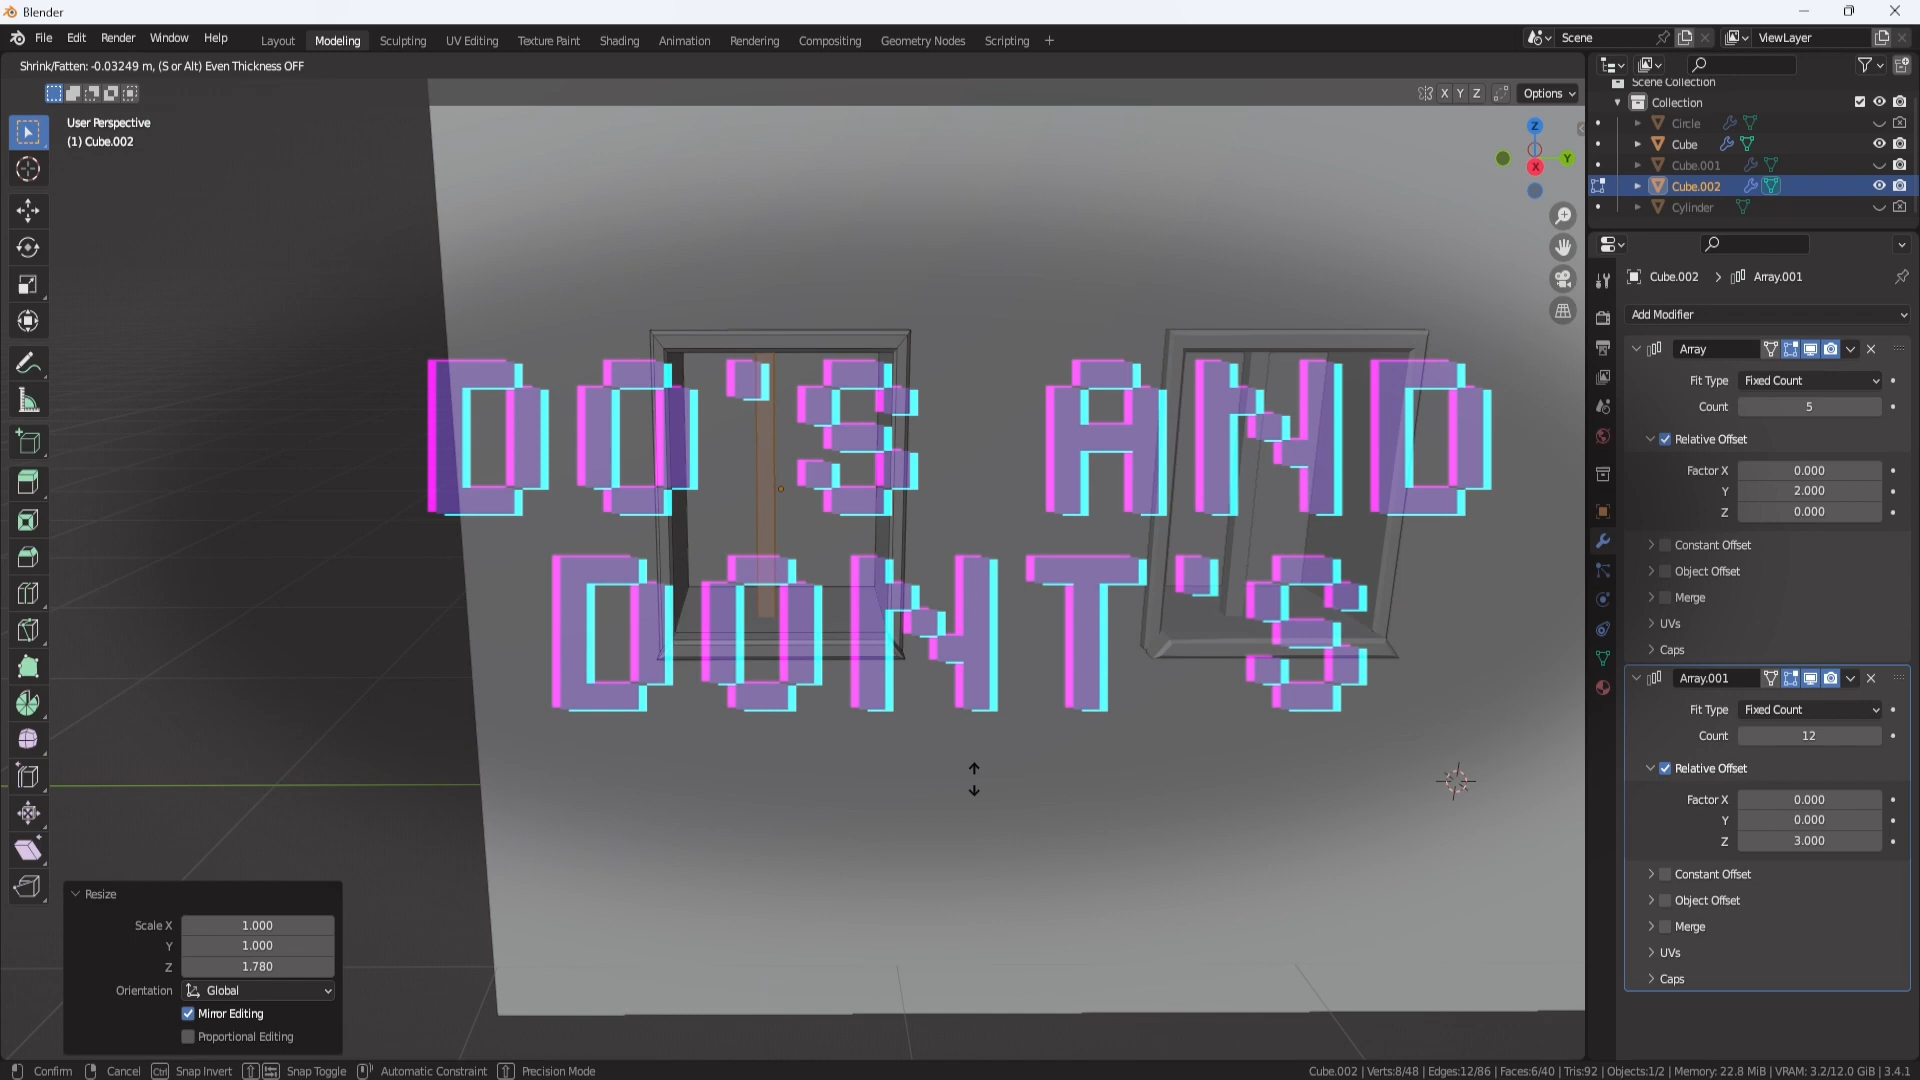 Blender
File Edit Render Window Help
Layout Modeling Sculpting UV Editing Texture Paint Shading Animation Rendering Compositing Geometry Nodes Scripting +
Scene
ViewLayer
Shrink/Fatten: -0.03249 m, (S or Alt) Even Thickness OFF
X Y Z
Options
User Perspective
(1) Cube.002
Z
Y
X
DO'S AND
DONT'S
Scene Collection
Collection
Circle
Cube
Cube.001
Cube.002
Cylinder
Cube.002 > Array.001
Add Modifier
Array
Fit Type Fixed Count
Count 5
Relative Offset
Factor X 0.000
Y 2.000
Z 0.000
Constant Offset
Object Offset
Merge
UVs
Caps
Array.001
Fit Type Fixed Count
Count 12
Relative Offset
Factor X 0.000
Y 0.000
Z 3.000
Constant Offset
Object Offset
Merge
UVs
Caps
Resize
Scale X 1.000
Y 1.000
Z 1.780
Orientation Global
Mirror Editing
Proportional Editing
Confirm Cancel Ctrl Snap Invert Snap Toggle Automatic Constraint Precision Mode
Cube.002 | Verts:8/48 | Edges:12/86 | Faces:6/40 | Tris:92 | Objects:1/2 | Memory: 22.8 MiB | VRAM: 3.2/12.0 GiB | 3.4.1